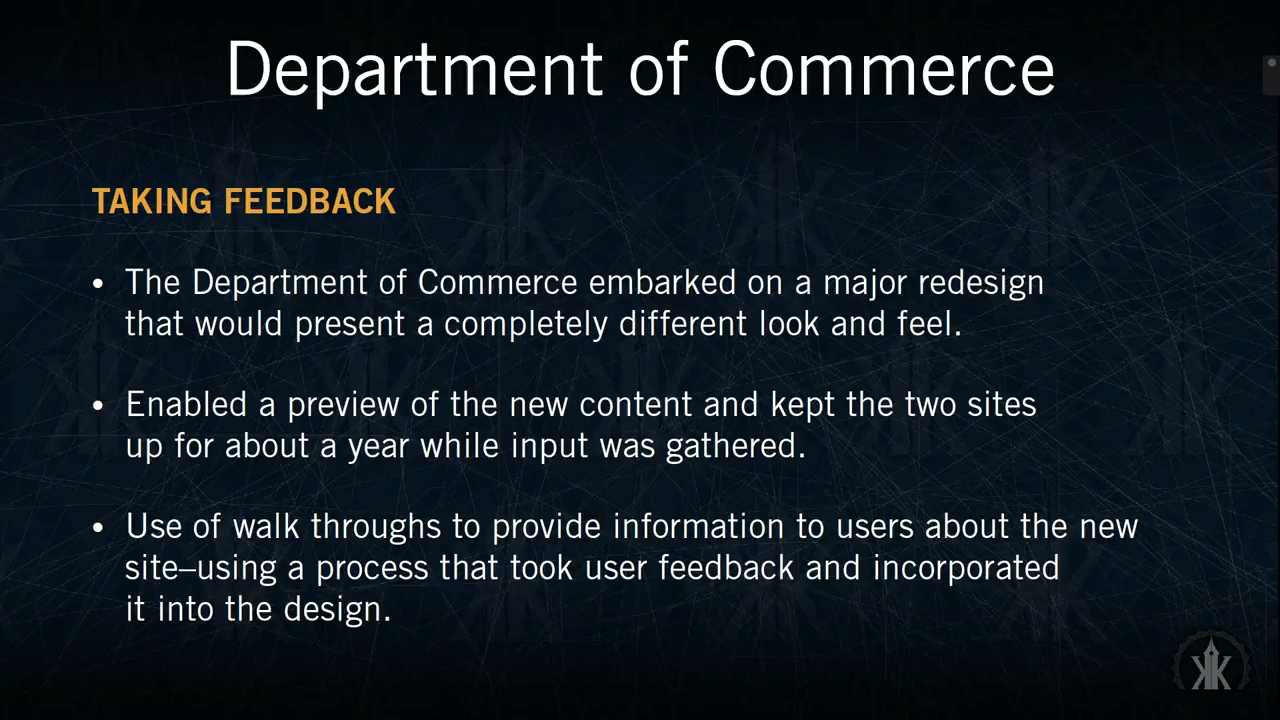 Department of Commerce
TAKING FEEDBACK
• The Department of Commerce embarked on a major redesign
that would present a completely different look and feel.
• Enabled a preview of the new content and kept the two sites
up for about a year while input was gathered.
• Use of walk throughs to provide information to users about the new
site–using a process that took user feedback and incorporated
it into the design.